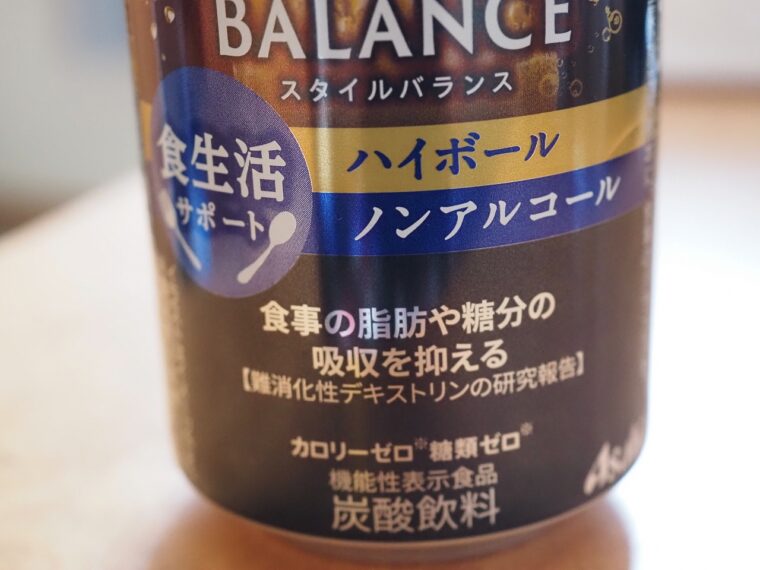 BALANCE
スタイルバランス
食生活
サポート
ハイボール
ノンアルコール
食事の脂肪や糖分の
吸収を抑える
【難消化性デキストリンの研究報告】
カロリーゼロ※糖類ゼロ※
機能性表示食品
炭酸飲料
Asahi